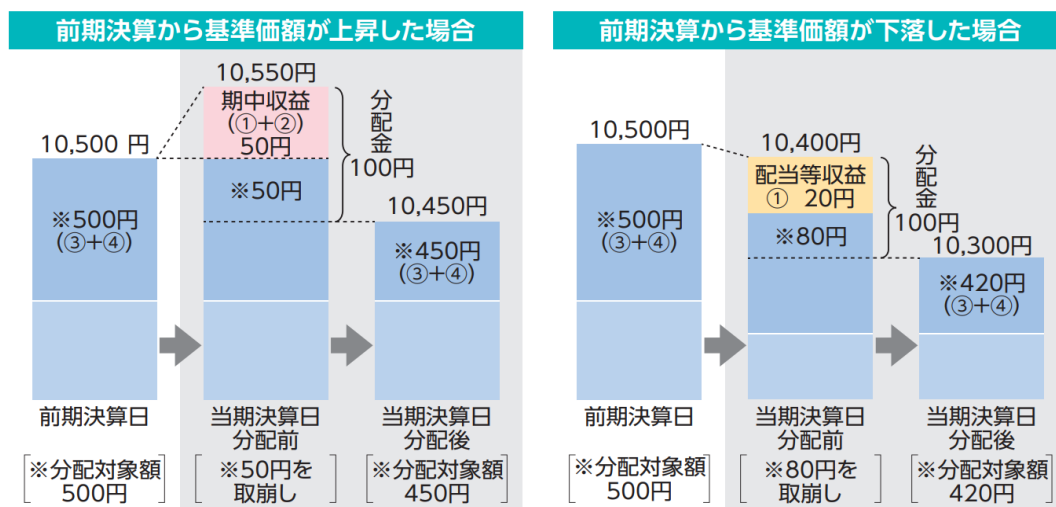 前期決算から基準価額が上昇した場合
10,550円
期中収益
(①+②)
50円
分配金
100円
10,500 円
※50円
10,450円
※500円
(③+④)
※450円
(③+④)
前期決算日
当期決算日
分配前
当期決算日
分配後
※分配対象額
500円
※50円を
取崩し
※分配対象額
450円
前期決算から基準価額が下落した場合
10,500円
10,400円
配当等収益
① 20円
分配金
100円
※500円
(③+④)
※80円
10,300円
※420円
(③+④)
前期決算日
当期決算日
分配前
当期決算日
分配後
※分配対象額
500円
※80円を
取崩し
※分配対象額
420円